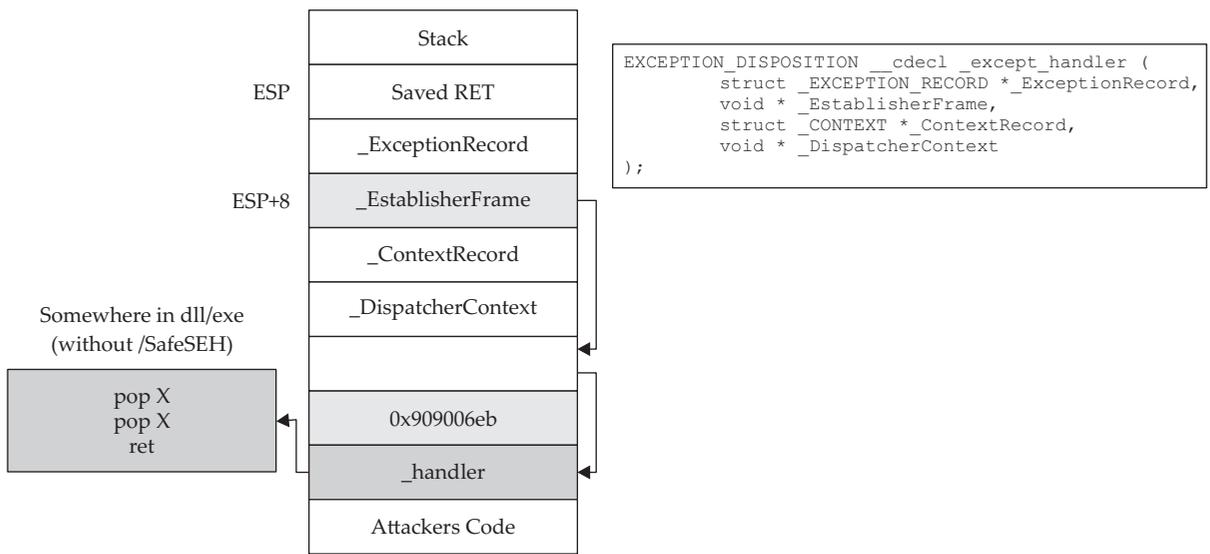 Stack
ESP
Saved RET
_ExceptionRecord
ESP+8
_EstablisherFrame
_ContextRecord
_DispatcherContext
0x909006eb
_handler
Attackers Code
Somewhere in dll/exe
(without /SafeSEH)
pop X
pop X
ret
EXCEPTION_DISPOSITION __cdecl _except_handler (
struct _EXCEPTION_RECORD *_ExceptionRecord,
void * _EstablisherFrame,
struct _CONTEXT *_ContextRecord,
void * _DispatcherContext
);